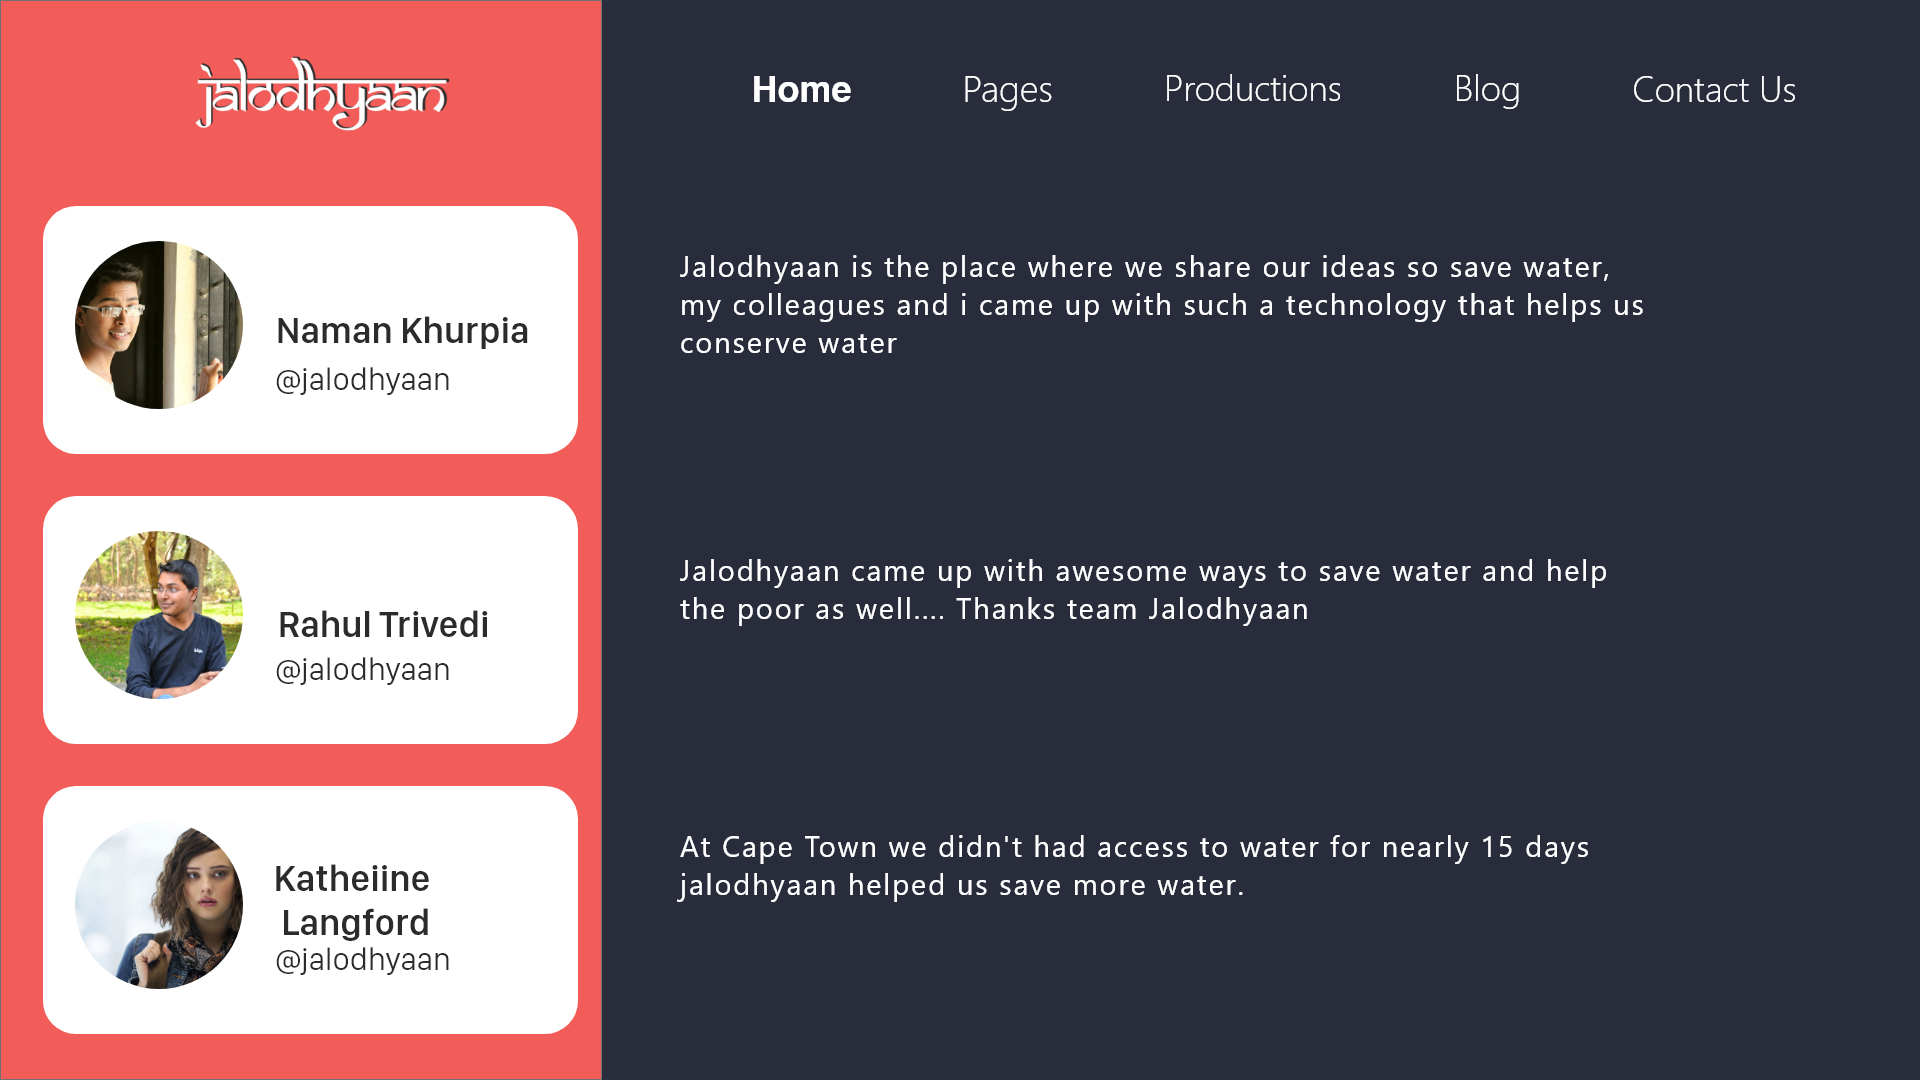 jalodhyaan
Home Pages Productions Blog Contact Us
Naman Khurpia
@jalodhyaan
Jalodhyaan is the place where we share our ideas so save water,
my colleagues and i came up with such a technology that helps us
conserve water
Rahul Trivedi
@jalodhyaan
Jalodhyaan came up with awesome ways to save water and help
the poor as well.... Thanks team Jalodhyaan
Katheiine
Langford
@jalodhyaan
At Cape Town we didn't had access to water for nearly 15 days
jalodhyaan helped us save more water.